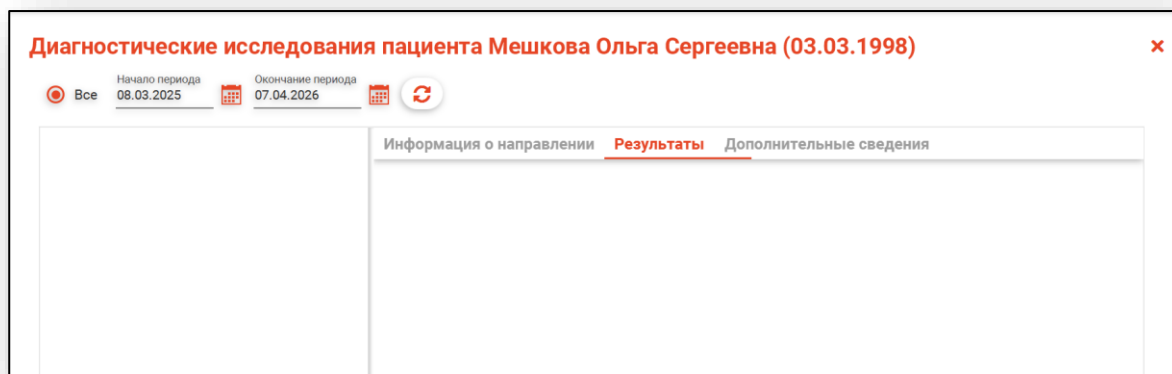 Диагностические исследования пациента Мешкова Ольга Сергеевна (03.03.1998)
Все
Начало периода
08.03.2025
Окончание периода
07.04.2026
Информация о направлении Результаты Дополнительные сведения